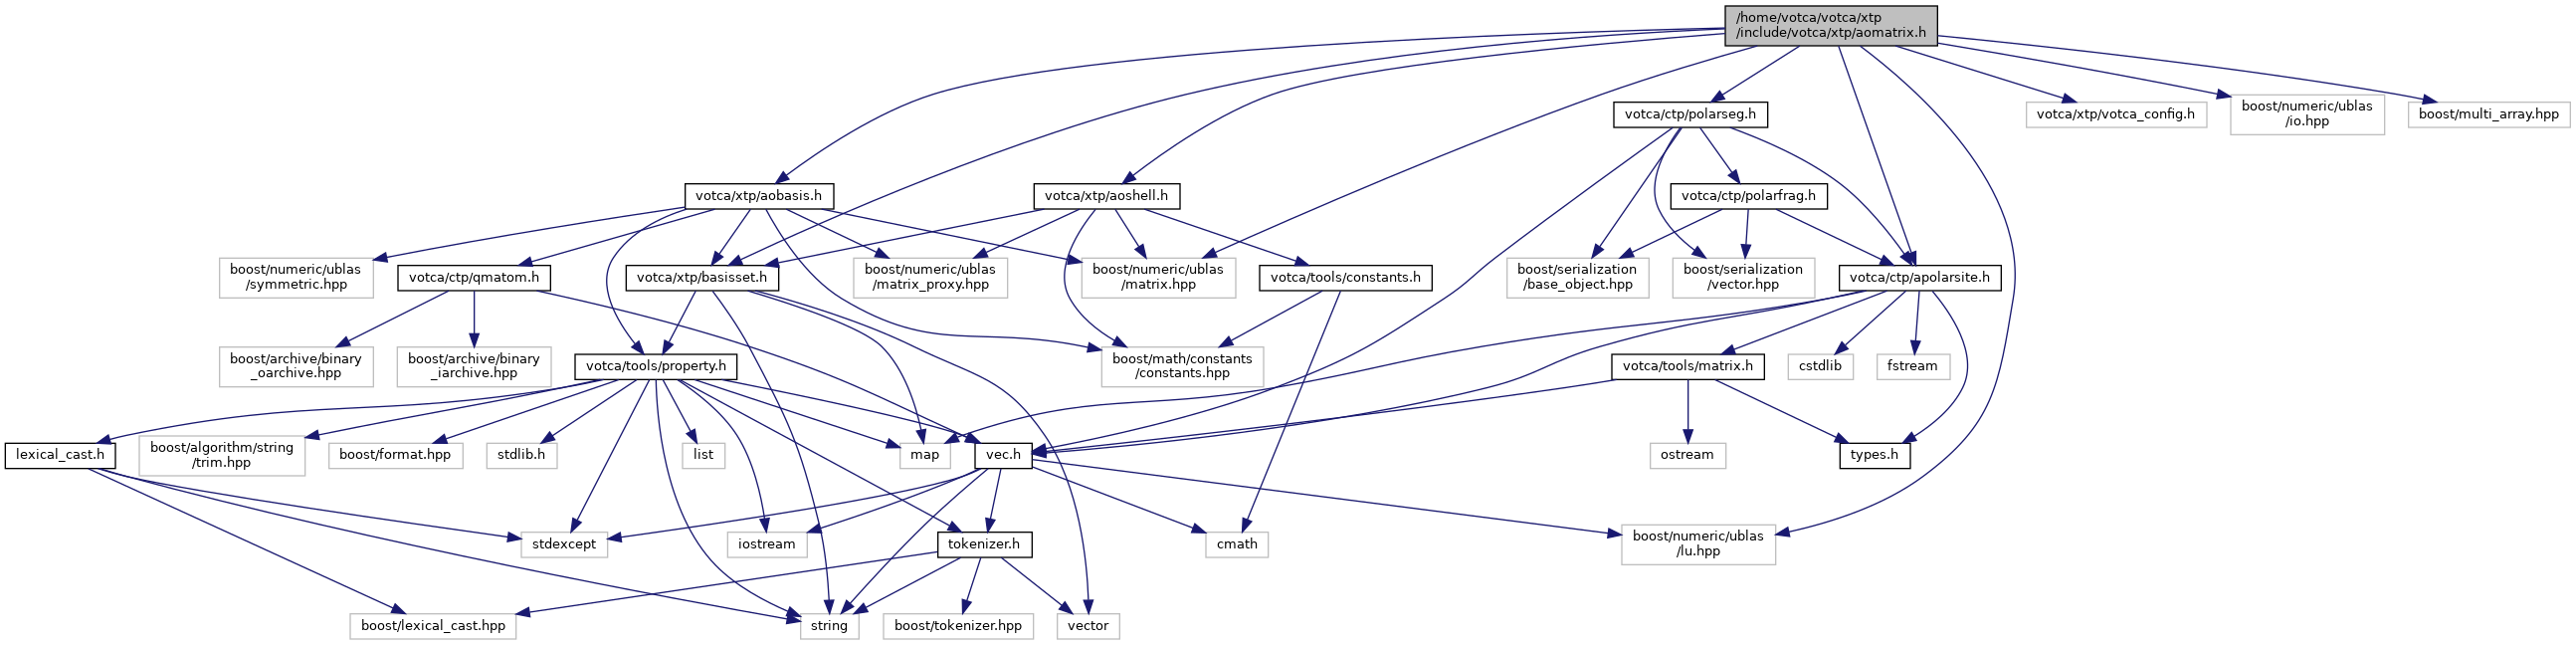 /home/votca/votca/xtp
/include/votca/xtp/aomatrix.h
votca/ctp/polarseg.h
votca/xtp/votca_config.h
boost/numeric/ublas
/io.hpp
boost/multi_array.hpp
votca/xtp/aobasis.h
votca/xtp/aoshell.h
votca/ctp/polarfrag.h
boost/numeric/ublas
/symmetric.hpp
votca/ctp/qmatom.h
votca/xtp/basisset.h
boost/numeric/ublas
/matrix_proxy.hpp
boost/numeric/ublas
/matrix.hpp
votca/tools/constants.h
boost/serialization
/base_object.hpp
boost/serialization
/vector.hpp
votca/ctp/apolarsite.h
boost/archive/binary
_oarchive.hpp
boost/archive/binary
_iarchive.hpp
votca/tools/property.h
boost/math/constants
/constants.hpp
votca/tools/matrix.h
cstdlib
fstream
lexical_cast.h
boost/algorithm/string
/trim.hpp
boost/format.hpp
stdlib.h
list
map
vec.h
ostream
types.h
stdexcept
iostream
tokenizer.h
cmath
boost/numeric/ublas
/lu.hpp
boost/lexical_cast.hpp
string
boost/tokenizer.hpp
vector